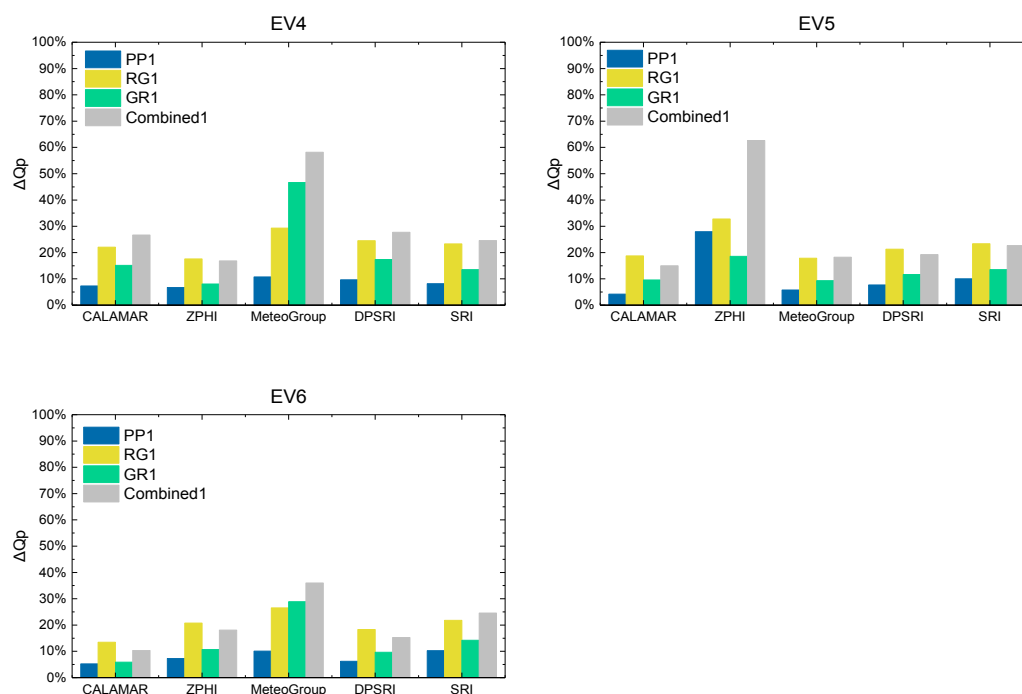 EV4
100%
90%
80%
70%
60%
50%
40%
30%
20%
10%
0%
ΔQp
PP1
RG1
GR1
Combined1
CALAMAR ZPHI MeteoGroup DPSRI SRI
EV5
100%
90%
80%
70%
60%
50%
40%
30%
20%
10%
0%
ΔQp
PP1
RG1
GR1
Combined1
CALAMAR ZPHI MeteoGroup DPSRI SRI
EV6
100%
90%
80%
70%
60%
50%
40%
30%
20%
10%
0%
ΔQp
PP1
RG1
GR1
Combined1
CALAMAR ZPHI MeteoGroup DPSRI SRI